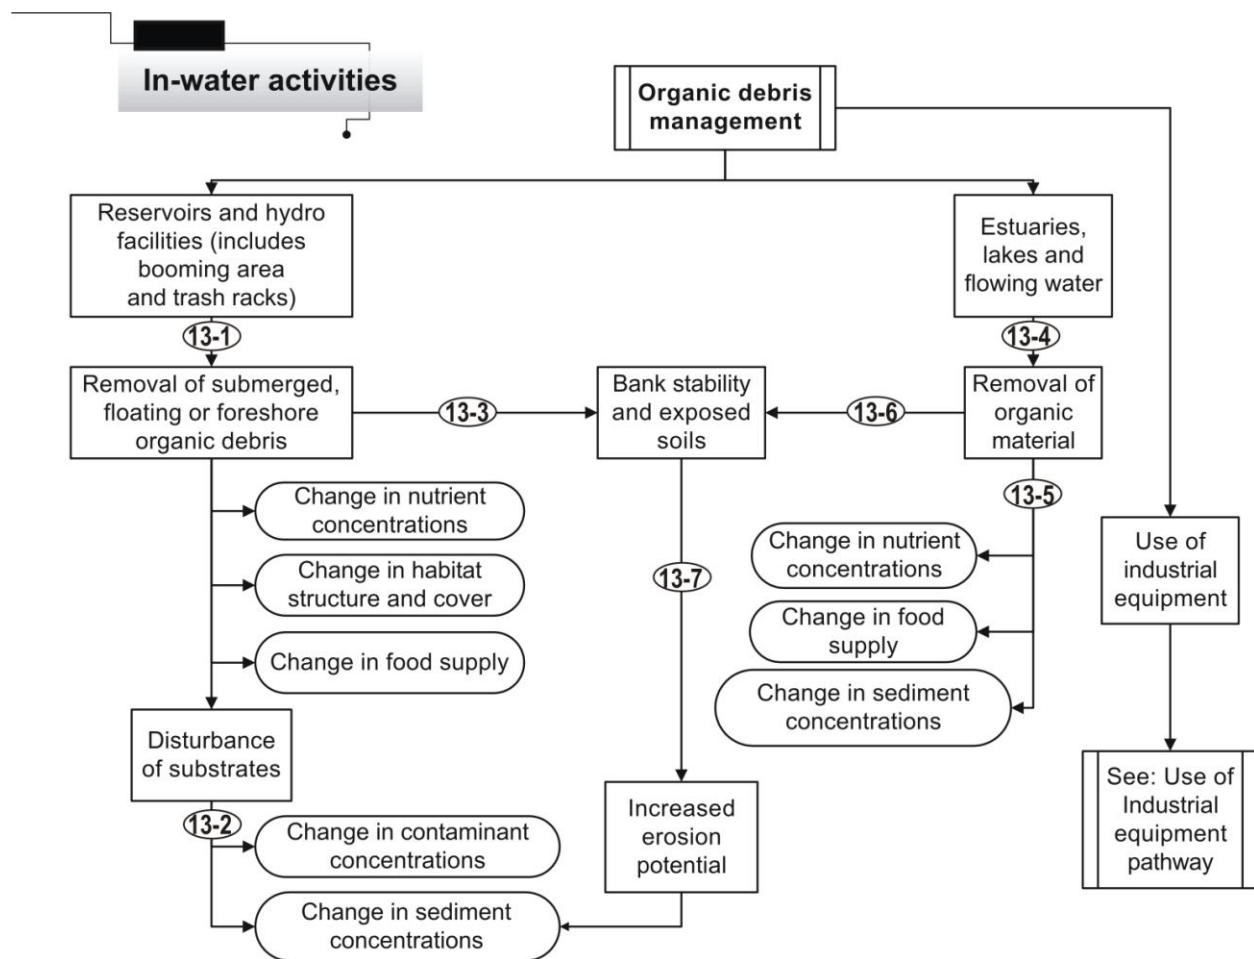 In-water activities
Organic debris
management
Reservoirs and hydro
facilities (includes
booming area
and trash racks)
Estuaries,
lakes and
flowing water
13-1
13-4
Removal of submerged,
floating or foreshore
organic debris
13-3
Bank stability
and exposed
soils
13-6
Removal of
organic
material
13-5
Change in nutrient
concentrations
Change in habitat
structure and cover
Change in food supply
13-7
Change in nutrient
concentrations
Change in food
supply
Change in sediment
concentrations
Use of
industrial
equipment
Disturbance
of substrates
13-2
Change in contaminant
concentrations
Change in sediment
concentrations
Increased
erosion
potential
See: Use of
Industrial
equipment
pathway